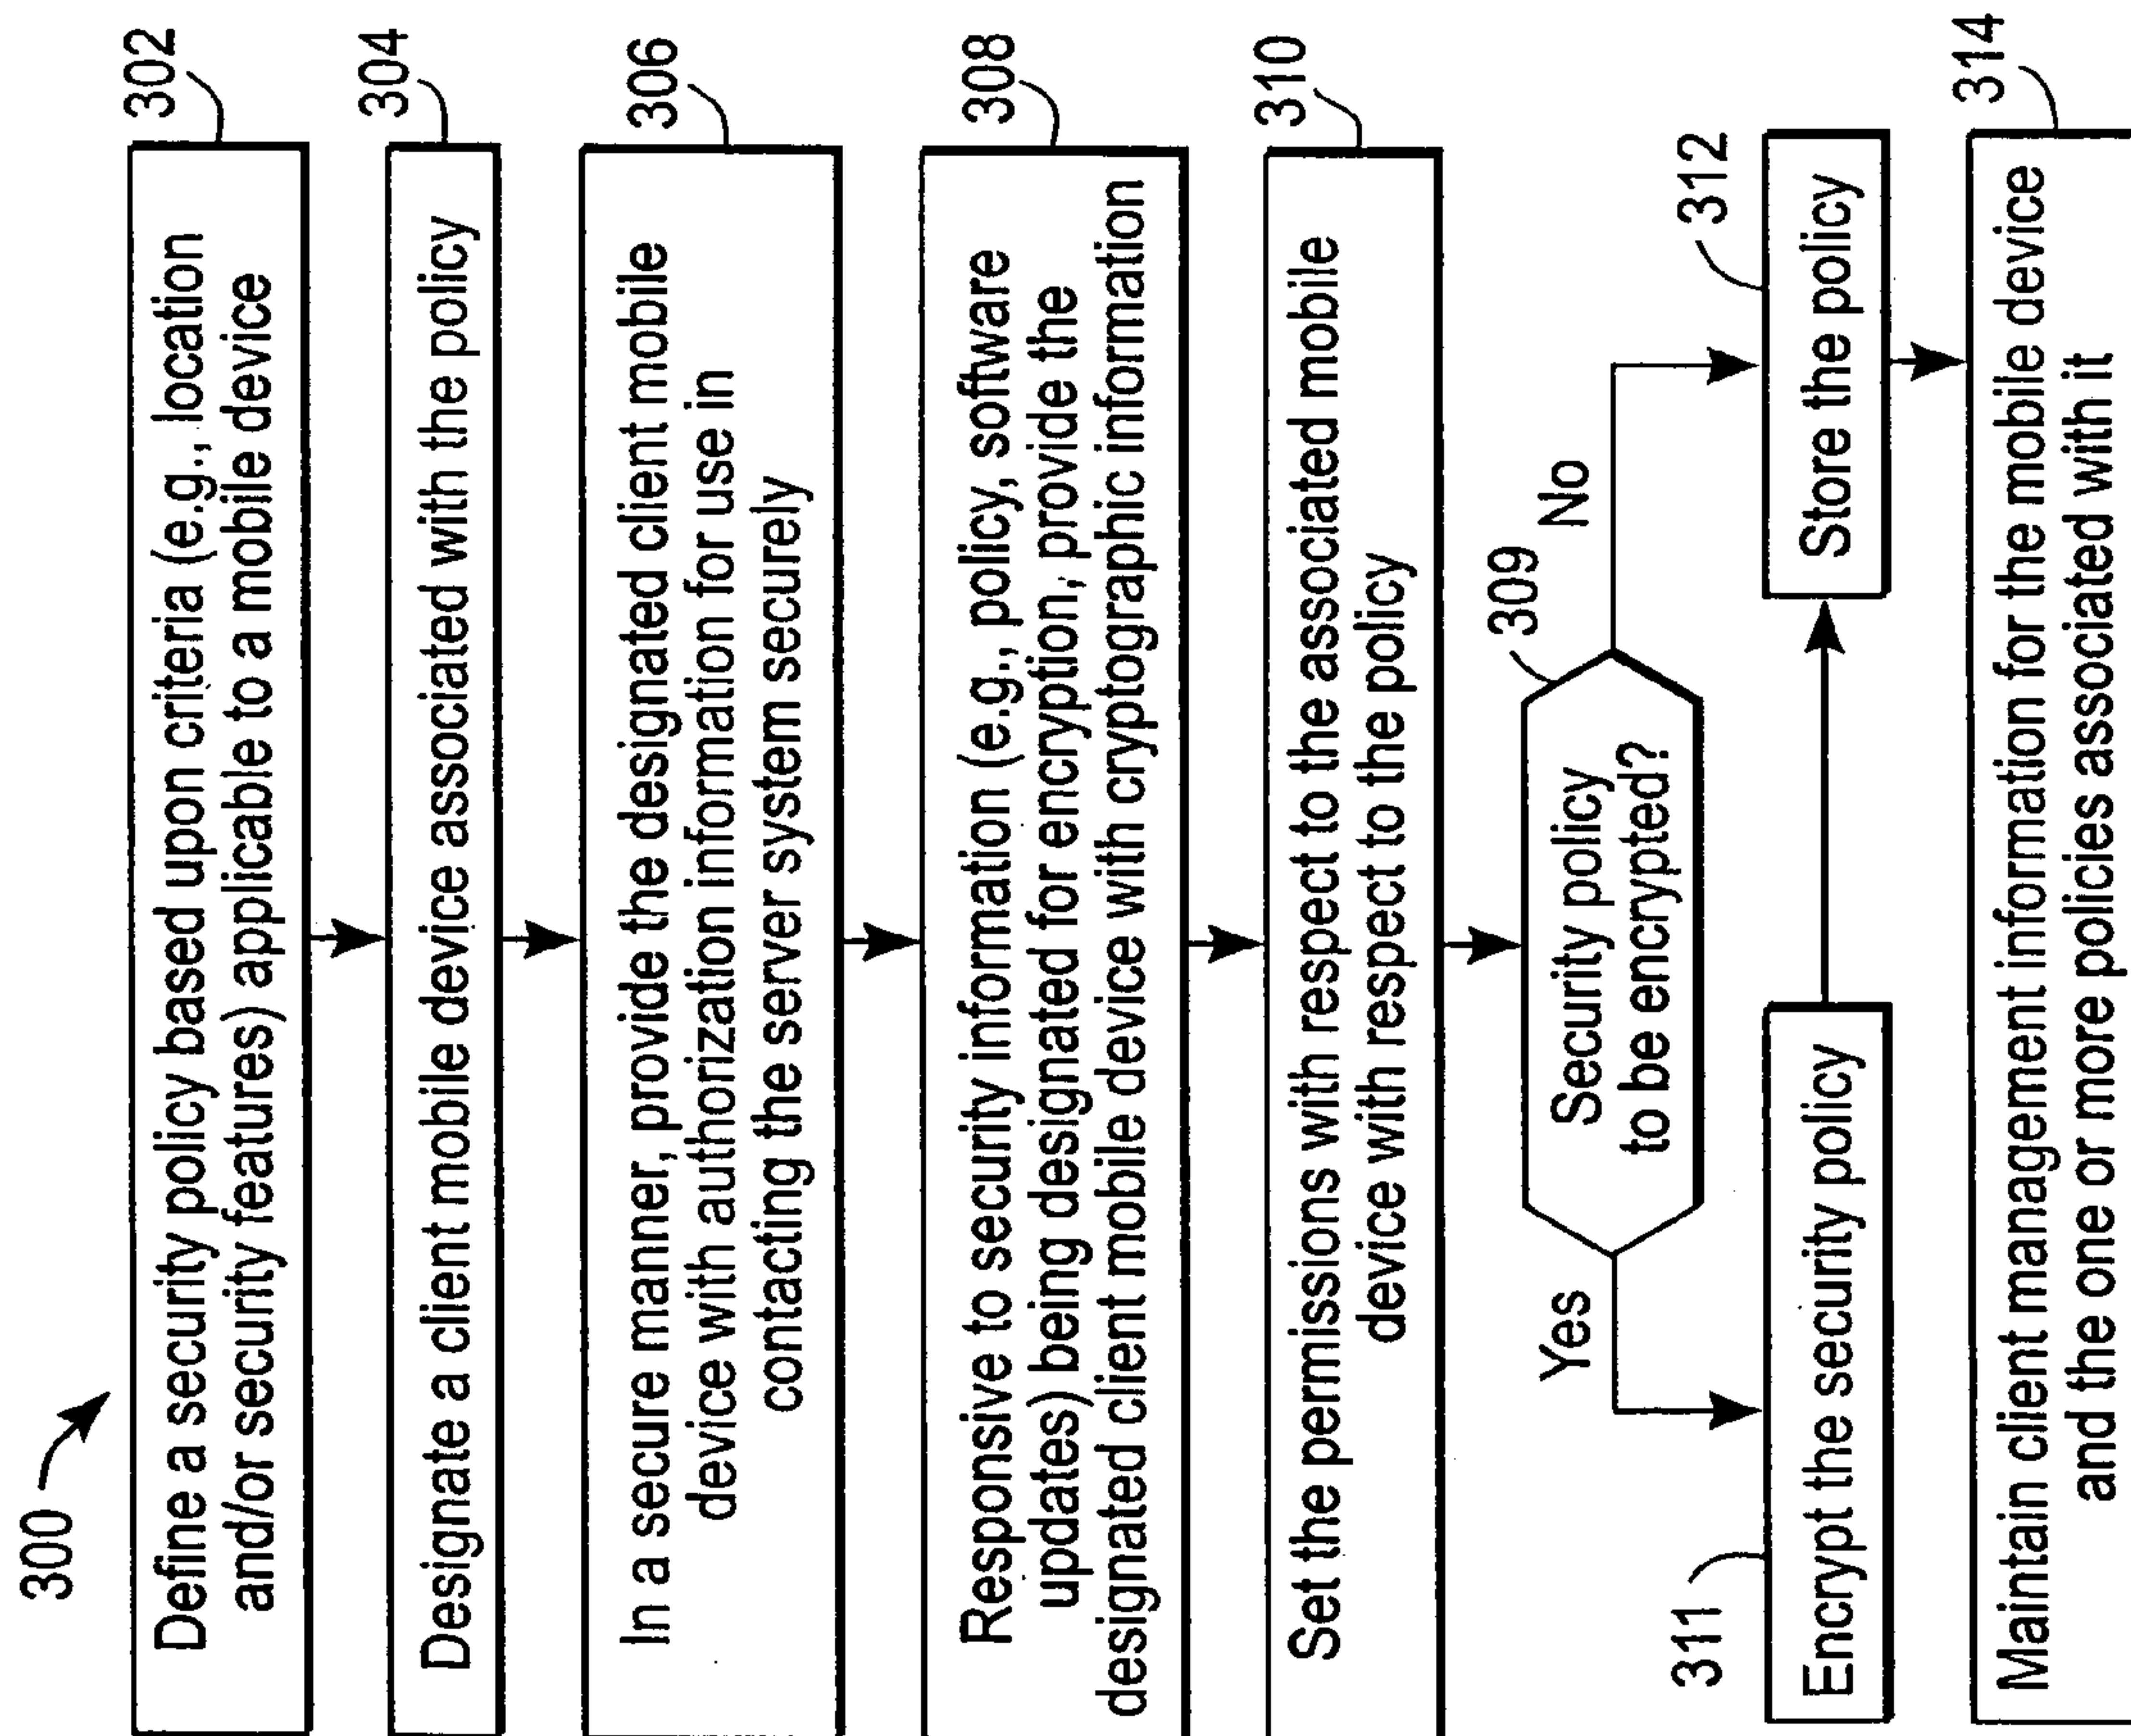 300
302
Define a security policy based upon criteria (e.g., location
and/or security features) applicable to a mobile device
304
Designate a client mobile device associated with the policy
306
In a secure manner, provide the designated client mobile
device with authorization information for use in
contacting the server system securely
308
Responsive to security information (e.g., policy, software
updates) being designated for encryption, provide the
designated client mobile device with cryptographic information
310
Set the permissions with respect to the associated mobile
device with respect to the policy
309
Security policy
to be encrypted?
Yes
No
311
Encrypt the security policy
312
Store the policy
314
Maintain client management information for the mobile device
and the one or more policies associated with it